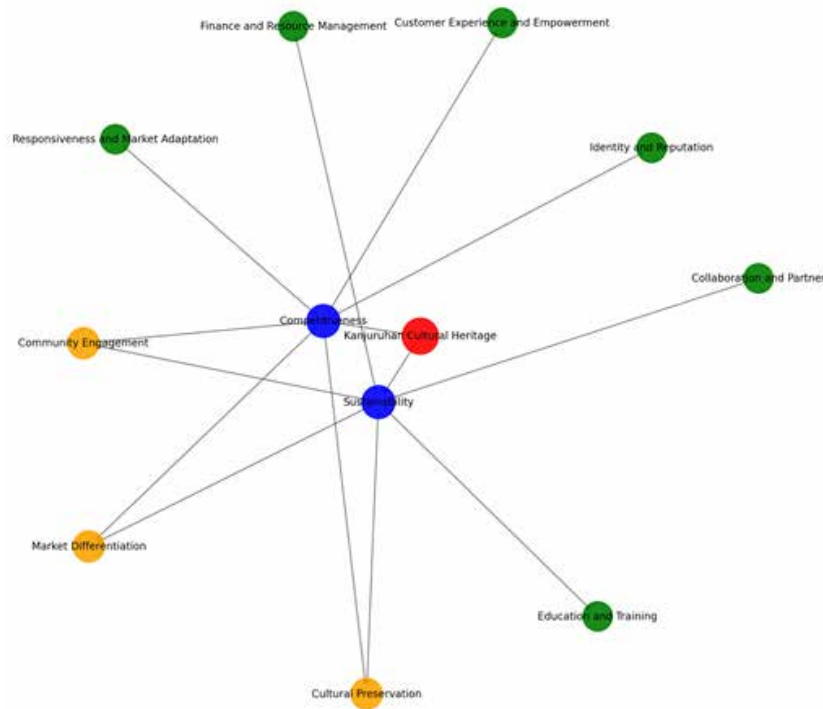 Finance and Resource Management
Customer Experience and Empowerment
Responsiveness and Market Adaptation
Identity and Reputation
Collaboration and Partner
Competitiveness
Kanjuruhan Cultural Heritage
Community Engagement
Sustainability
Market Differentiation
Education and Training
Cultural Preservation